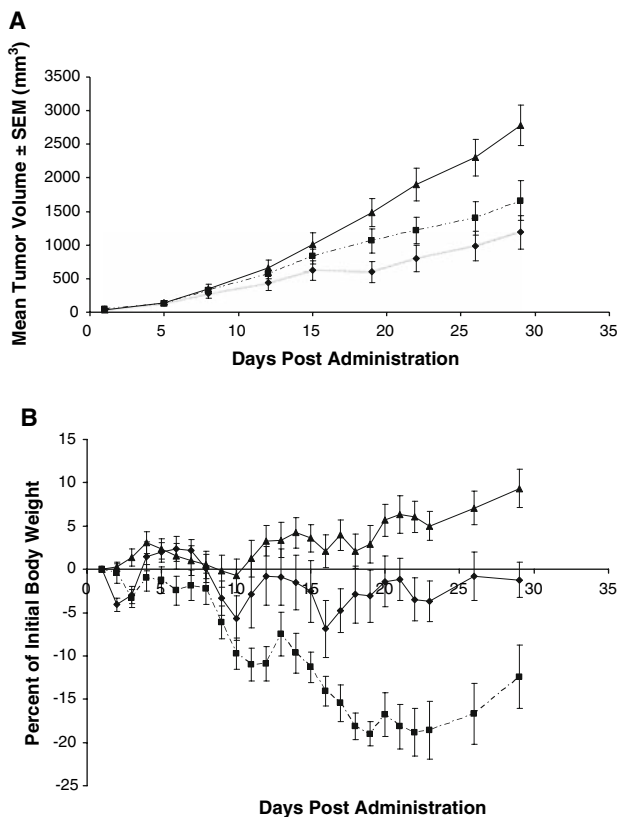 A
Mean Tumor Volume ± SEM (mm³)
3500
3000
2500
2000
1500
1000
500
0
0 5 10 15 20 25 30 35
Days Post Administration
B
Percent of Initial Body Weight
15
10
5
0
-5
-10
-15
-20
-25
0 5 10 15 20 25 30 35
Days Post Administration